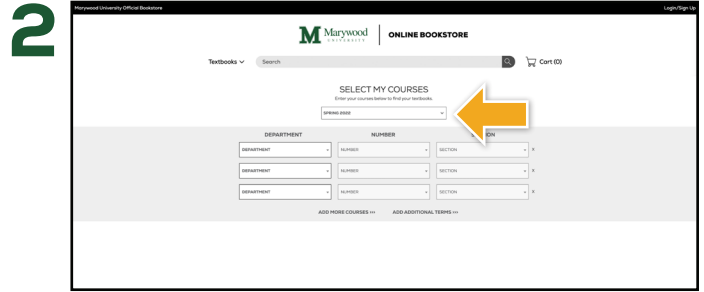 2
Marywood University Official Bookstore Login/Sign Up
M Marywood UNIVERSITY ONLINE BOOKSTORE
Textbooks Search Cart (0)
SELECT MY COURSES
Enter your courses below to find your textbooks.
SPRING 2023
DEPARTMENT NUMBER
DEPARTMENT NUMBER SECTION X
DEPARTMENT NUMBER SECTION X
DEPARTMENT NUMBER SECTION X
ADD MORE COURSES >>> ADD ADDITIONAL TERMS >>>